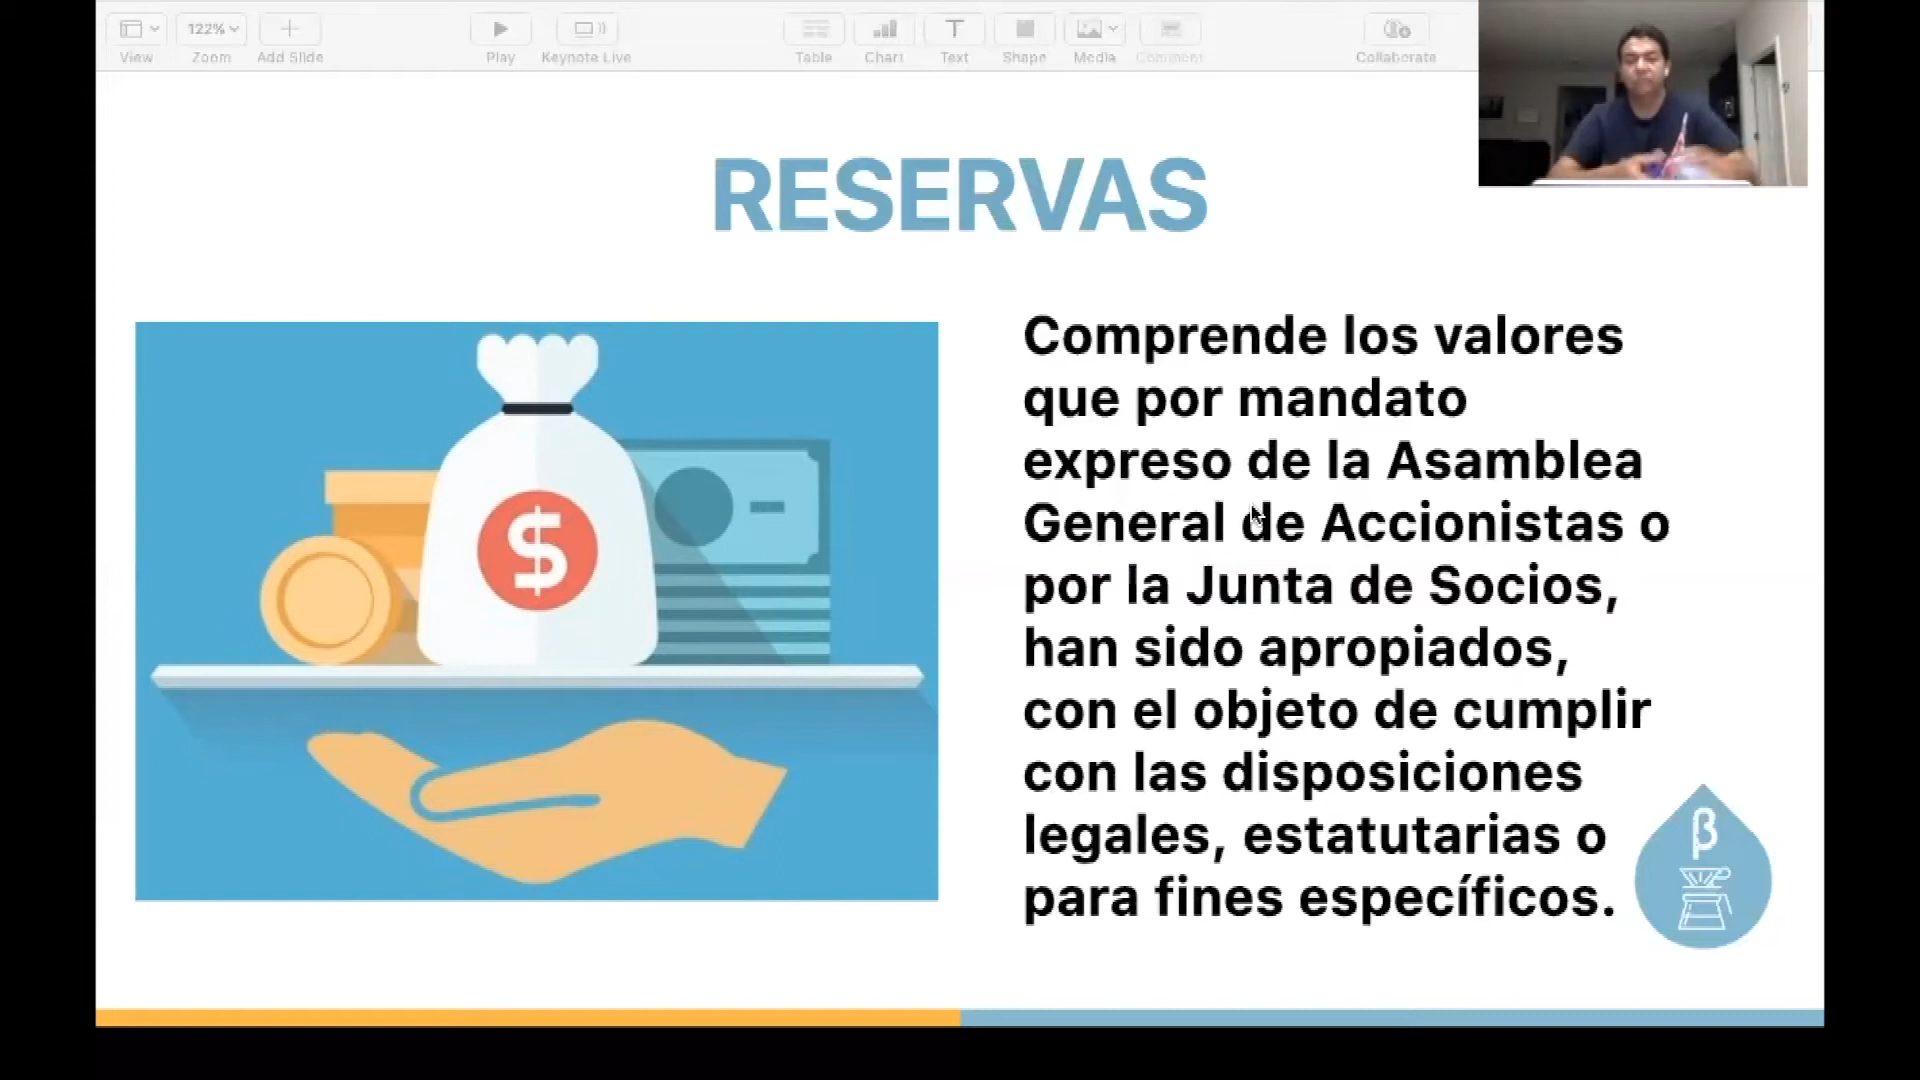 122%
View
Zoom
Add Slide
Play
Keynote Live
Table
Chart
Text
Shape
Media
Comment
Collaborate
RESERVAS
$
Comprende los valores
que por mandato
expreso de la Asamblea
General de Accionistas o
por la Junta de Socios,
han sido apropiados,
con el objeto de cumplir
con las disposiciones
legales, estatutarias o
para fines específicos.
β